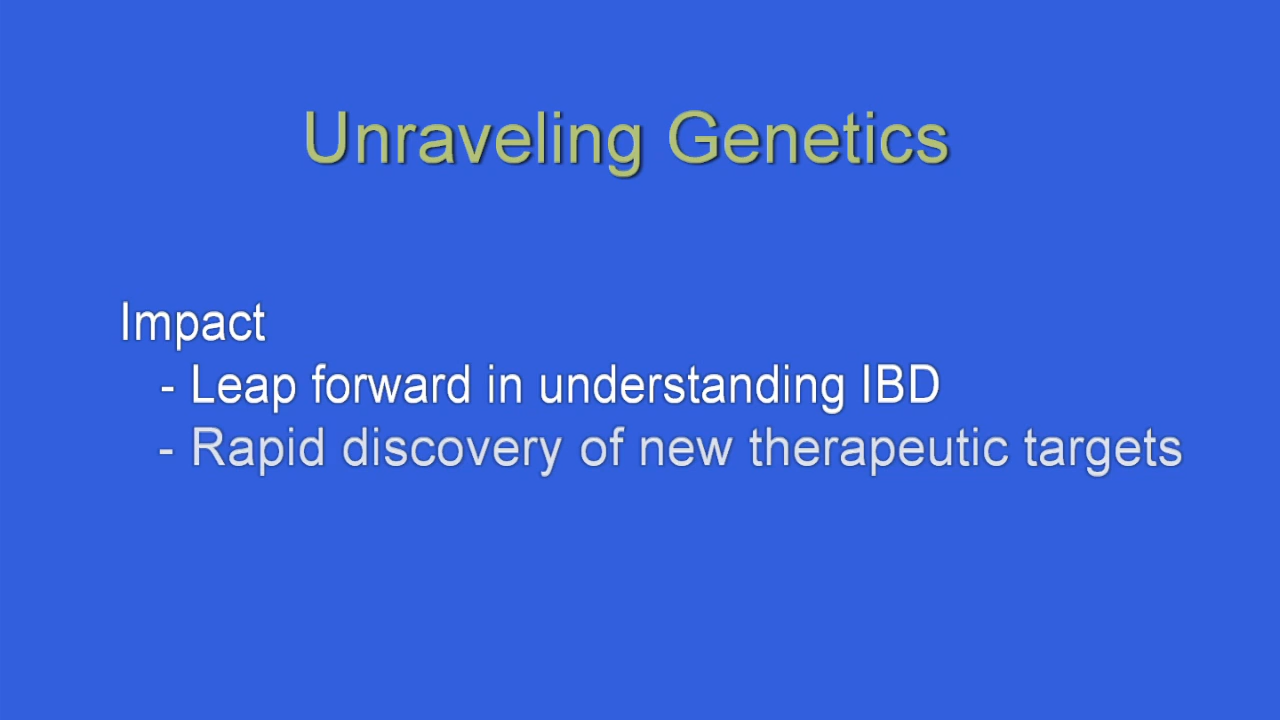 Unraveling Genetics
Impact
- Leap forward in understanding IBD
- Rapid discovery of new therapeutic targets